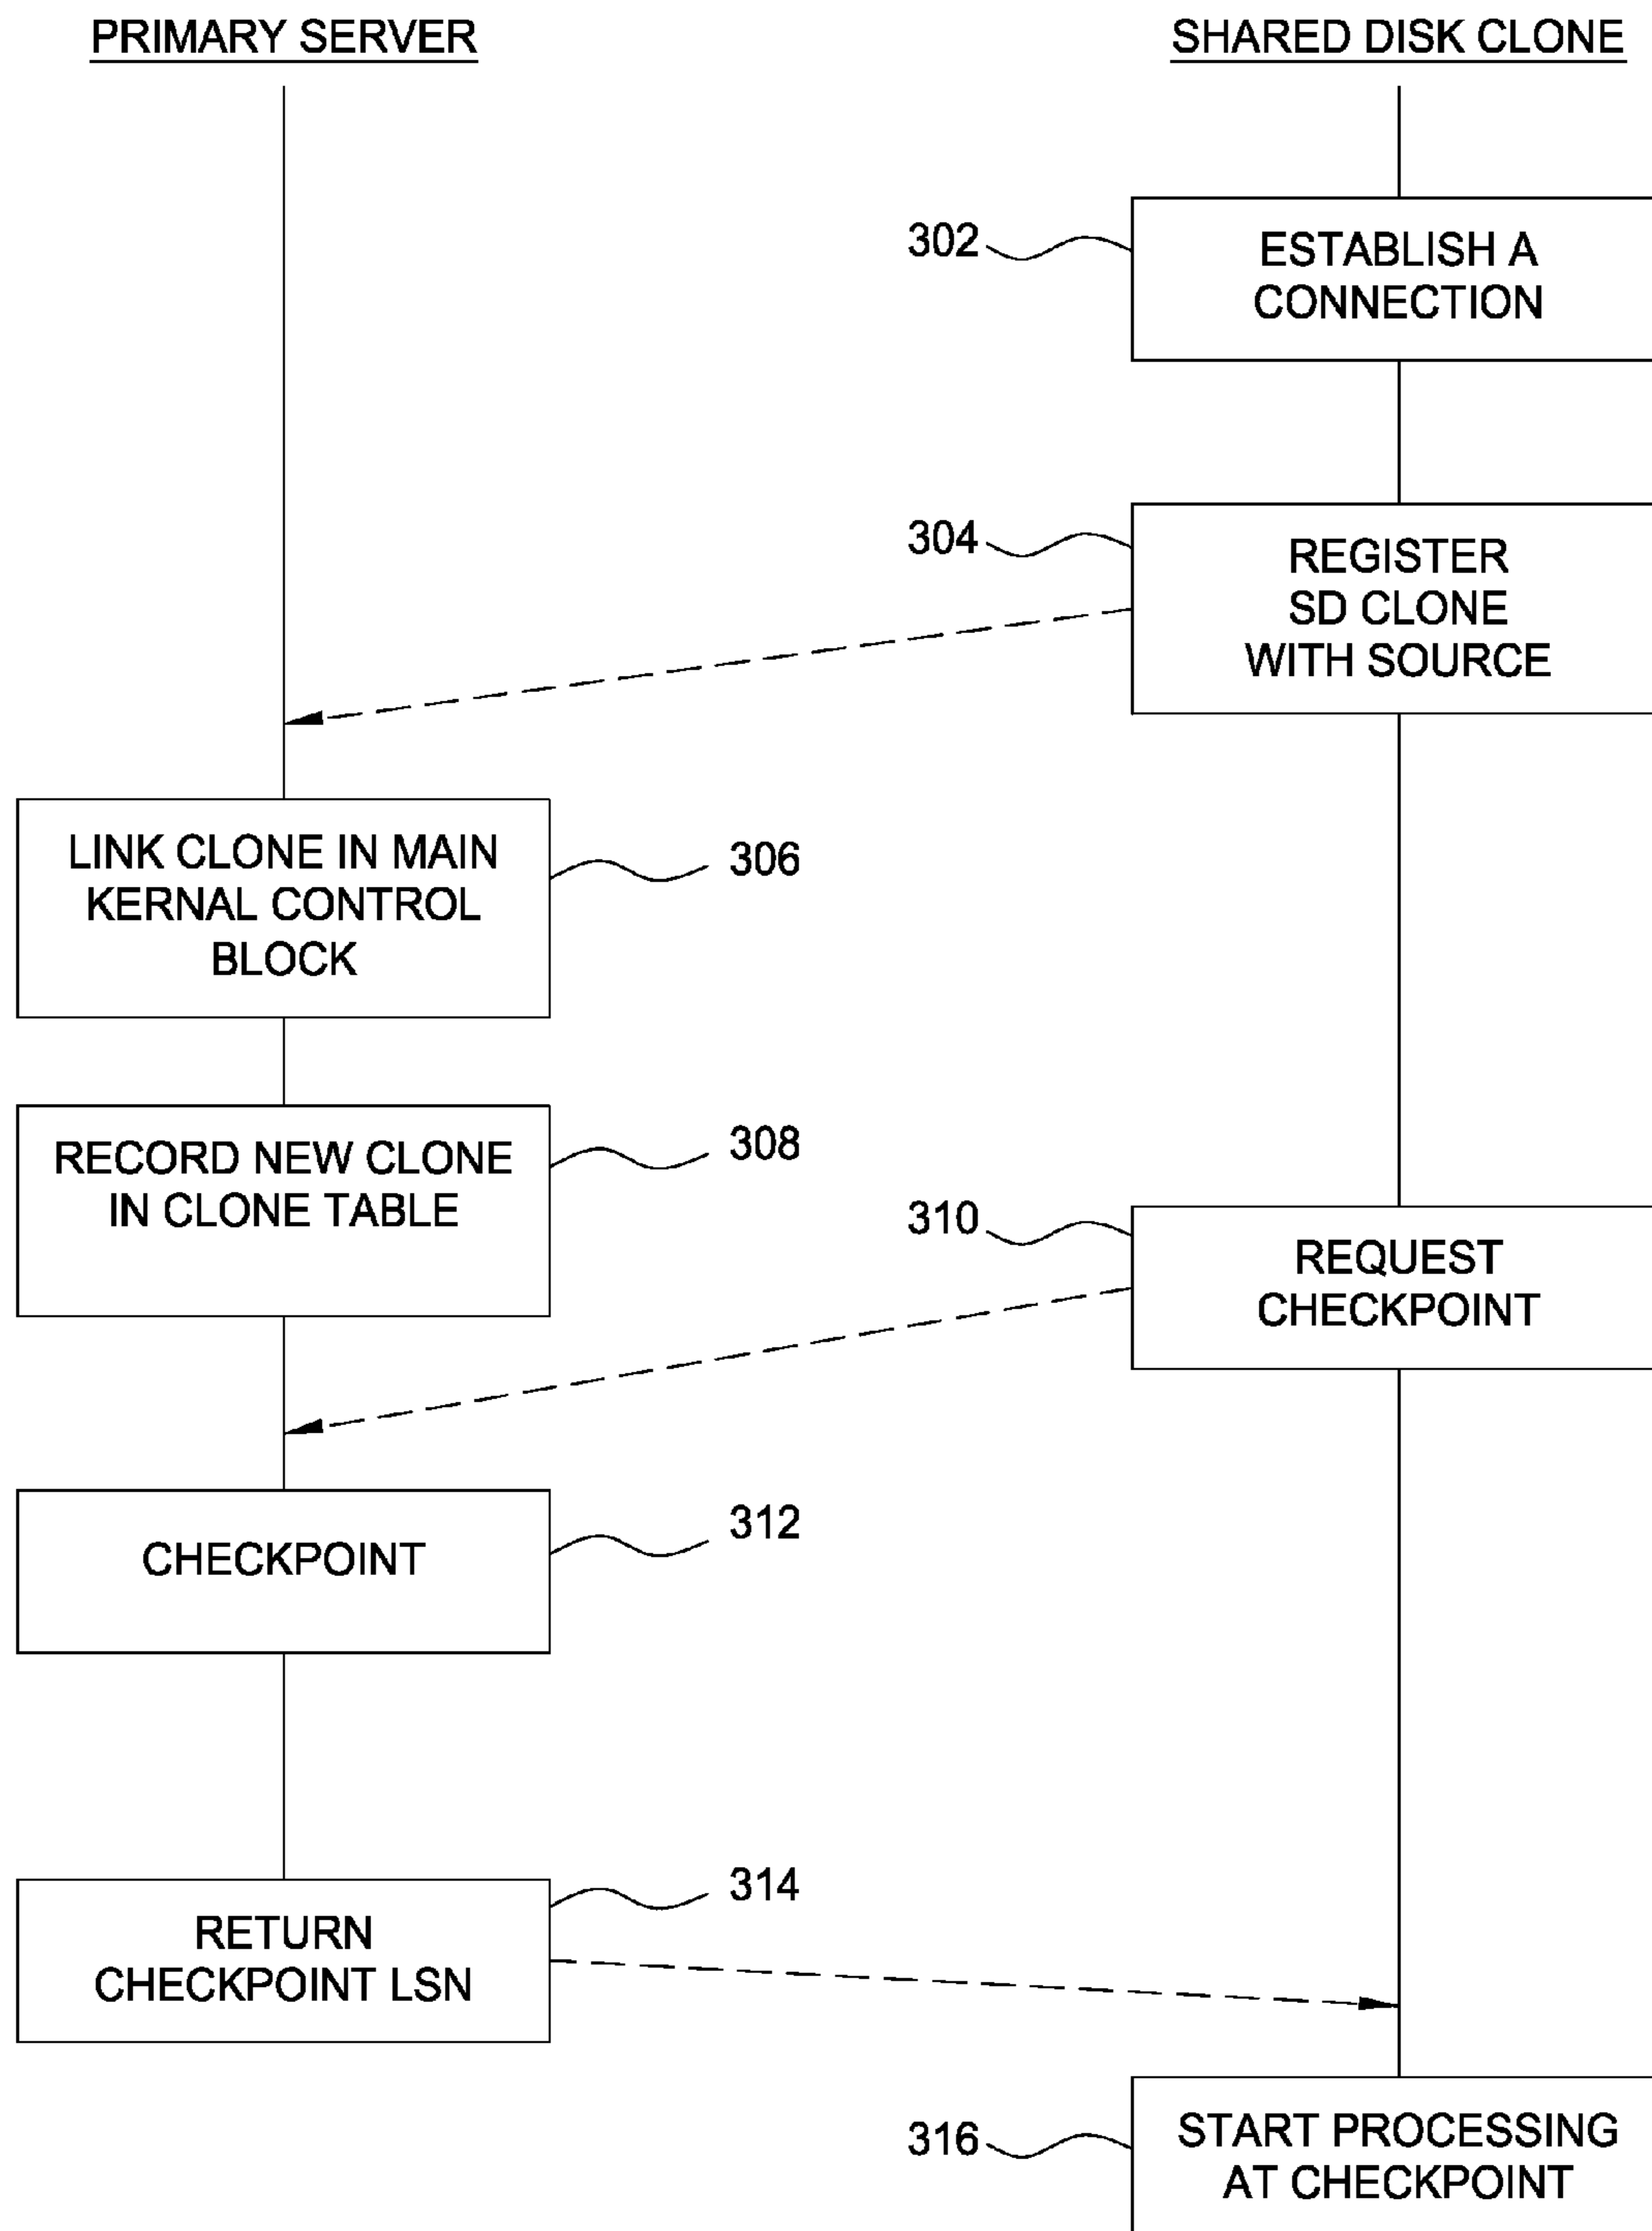 PRIMARY SERVER
SHARED DISK CLONE
302
ESTABLISH A
CONNECTION
304
REGISTER
SD CLONE
WITH SOURCE
LINK CLONE IN MAIN
KERNAL CONTROL
BLOCK
306
RECORD NEW CLONE
IN CLONE TABLE
308
310
REQUEST
CHECKPOINT
CHECKPOINT
312
RETURN
CHECKPOINT LSN
314
316
START PROCESSING
AT CHECKPOINT